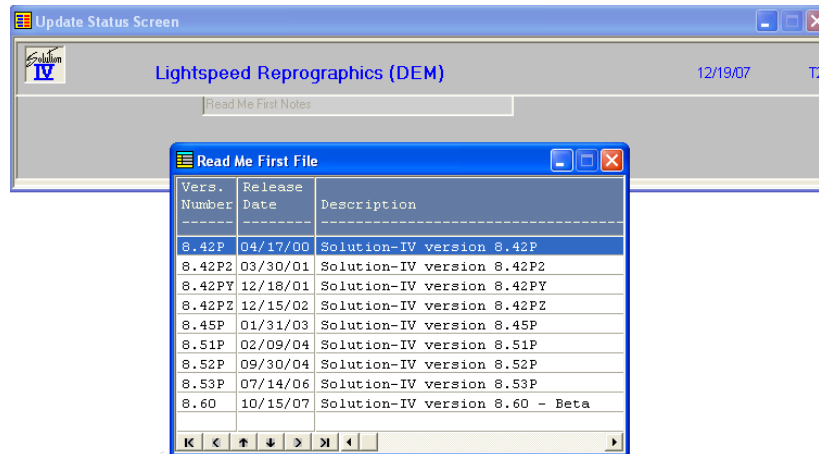 Update Status Screen
Solution
IV
Lightspeed Reprographics (DEM)
12/19/07
T2
Read Me First Notes
Read Me First File
Vers. Release
Number Date Description
------ -------- -----------------------------------
8.42P 04/17/00 Solution-IV version 8.42P
8.42P2 03/30/01 Solution-IV version 8.42P2
8.42PY 12/18/01 Solution-IV version 8.42PY
8.42PZ 12/15/02 Solution-IV version 8.42PZ
8.45P 01/31/03 Solution-IV version 8.45P
8.51P 02/09/04 Solution-IV version 8.51P
8.52P 09/30/04 Solution-IV version 8.52P
8.53P 07/14/06 Solution-IV version 8.53P
8.60 10/15/07 Solution-IV version 8.60 - Beta